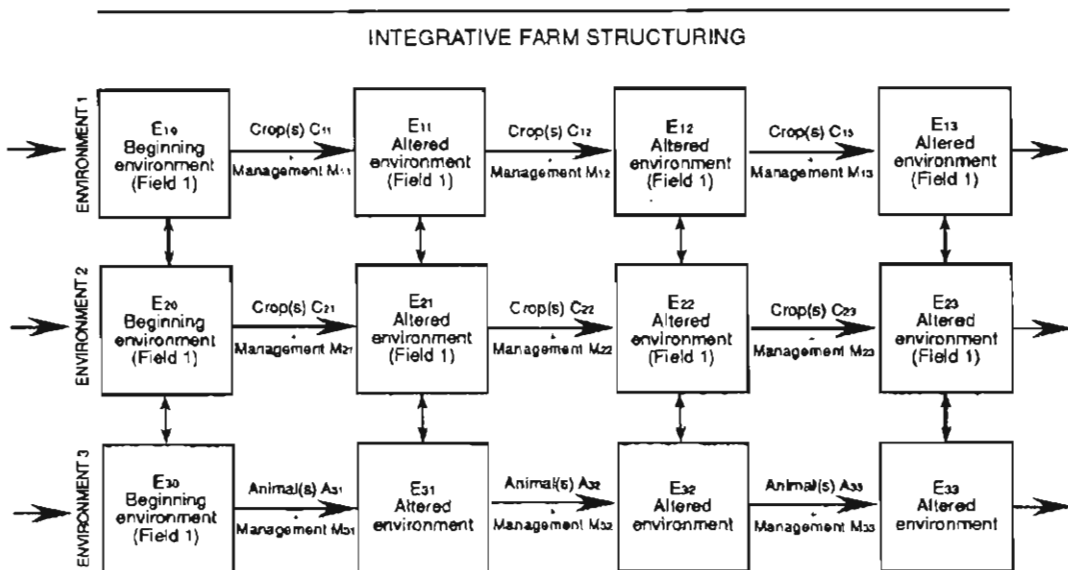 INTEGRATIVE FARM STRUCTURING
ENVIRONMENT 1
E10
Beginning
environment
(Field 1)
Crop(s) C11
Management M11
E11
Altered
environment
(Field 1)
Crop(s) C12
Management M12
E12
Altered
environment
(Field 1)
Crop(s) C13
Management M13
E13
Altered
environment
(Field 1)
ENVIRONMENT 2
E20
Beginning
environment
(Field 1)
Crop(s) C21
Management M21
E21
Altered
environment
(Field 1)
Crop(s) C22
Management M22
E22
Altered
environment
(Field 1)
Crop(s) C23
Management M23
E23
Altered
environment
(Field 1)
ENVIRONMENT 3
E30
Beginning
environment
(Field 1)
Animal(s) A31
Management M31
E31
Altered
environment
Animal(s) A32
Management M32
E32
Altered
environment
Animal(s) A33
Management M33
E33
Altered
environment